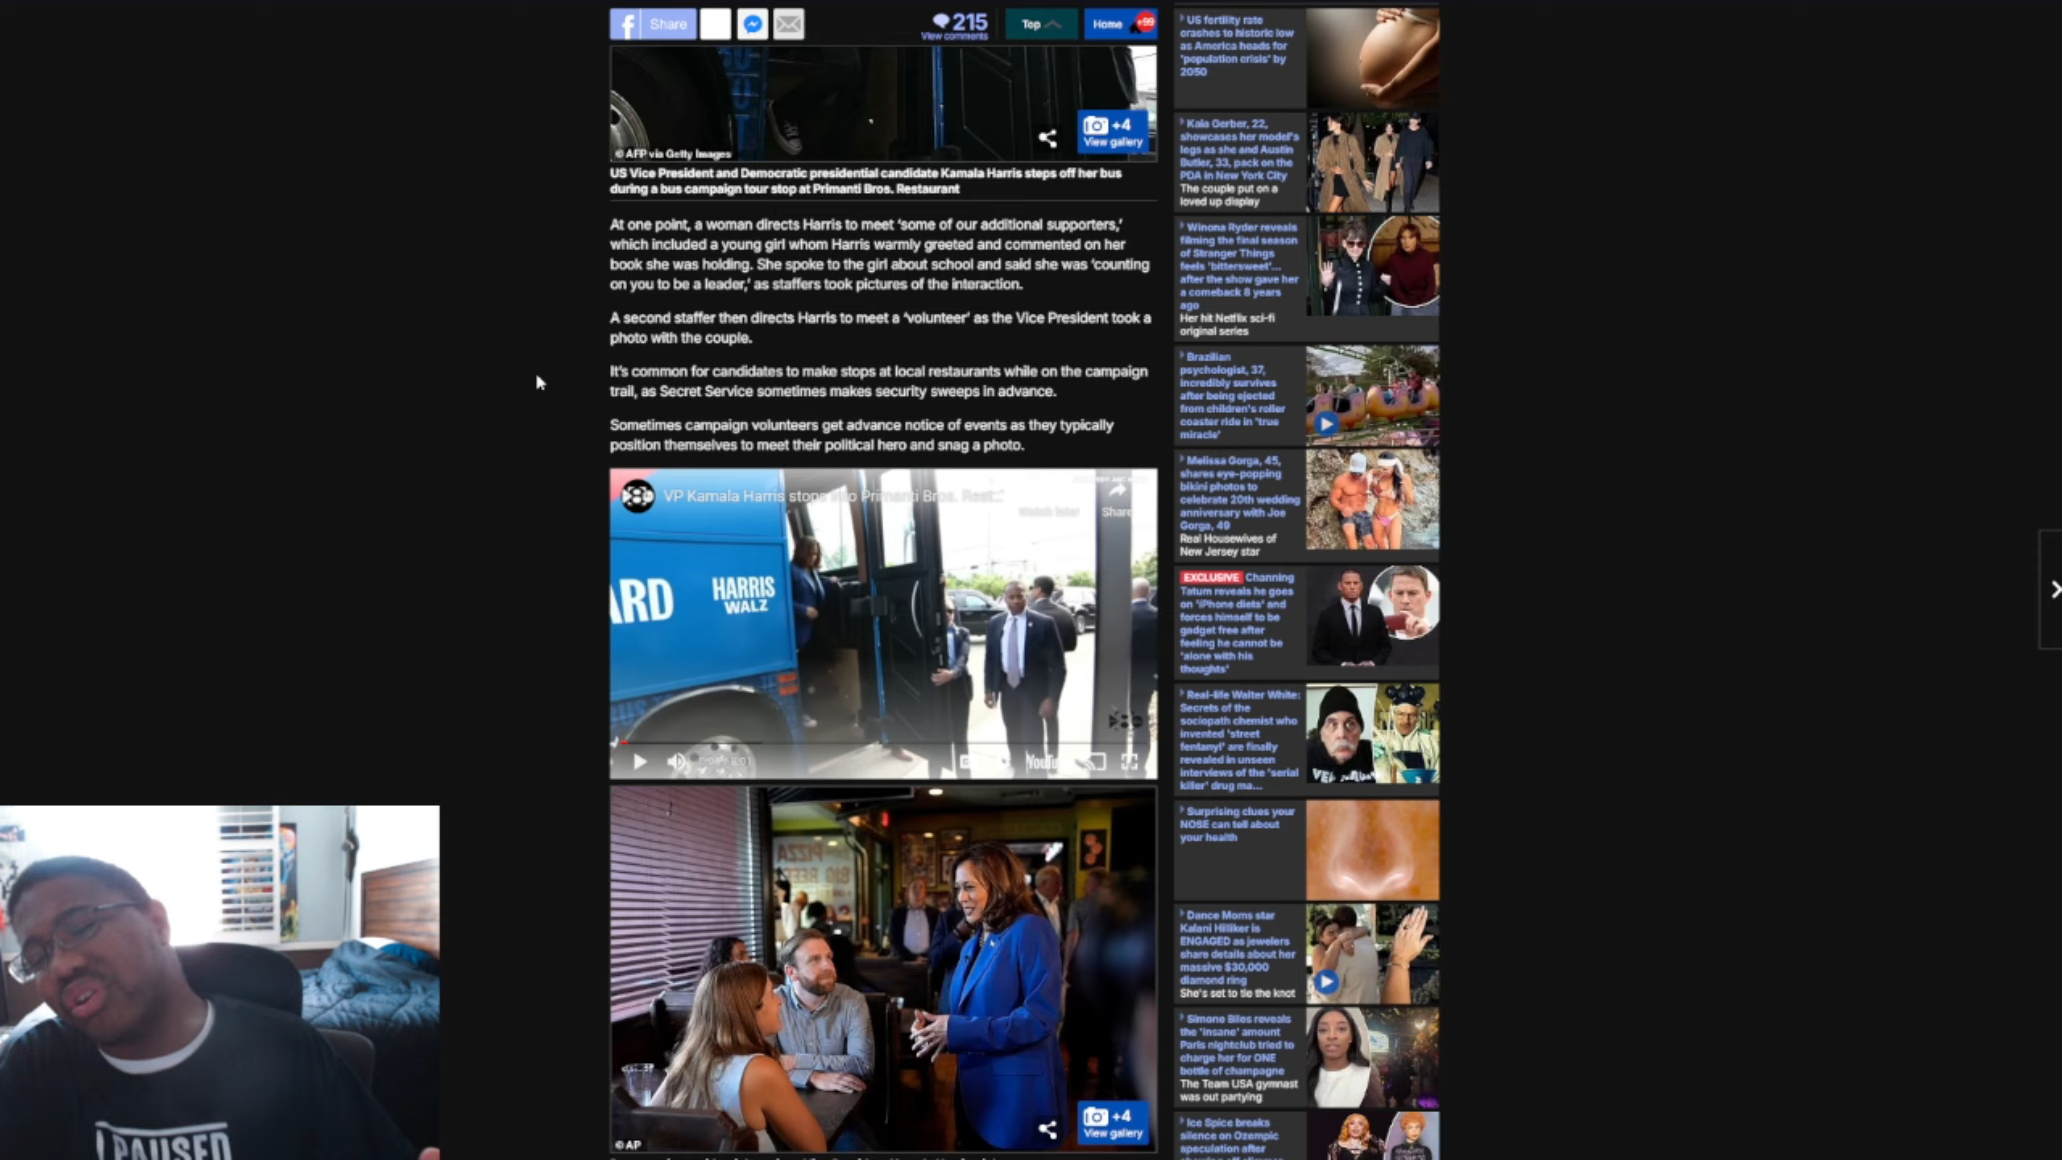 Share
215
View comments
Top
Home
+99
+4
View gallery
© AFP via Getty Images
US Vice President and Democratic presidential candidate Kamala Harris steps off her bus
during a bus campaign tour stop at Primanti Bros. Restaurant
At one point, a woman directs Harris to meet ‘some of our additional supporters,’
which included a young girl whom Harris warmly greeted and commented on her
book she was holding. She spoke to the girl about school and said she was ‘counting
on you to be a leader,’ as staffers took pictures of the interaction.
A second staffer then directs Harris to meet a ‘volunteer’ as the Vice President took a
photo with the couple.
It’s common for candidates to make stops at local restaurants while on the campaign
trail, as Secret Service sometimes makes security sweeps in advance.
Sometimes campaign volunteers get advance notice of events as they typically
position themselves to meet their political hero and snag a photo.
VP Kamala Harris stops into Primanti Bros. Rest...
Watch later
Share
ARD
HARRIS
WALZ
YouTube
PIZZA
BIG BEEF
+4
View gallery
© AP
I PAUSED
US fertility rate
crashes to historic low
as America heads for
'population crisis' by
2050
Kaia Gerber, 22,
showcases her model's
legs as she and Austin
Butler, 33, pack on the
PDA in New York City
The couple put on a
loved up display
Winona Ryder reveals
filming the final season
of Stranger Things
feels 'bittersweet'...
after the show gave her
a comeback 8 years
ago
Her hit Netflix sci-fi
original series
Brazilian
psychologist, 37,
incredibly survives
after being ejected
from children's roller
coaster ride in 'true
miracle'
Melissa Gorga, 45,
shares eye-popping
bikini photos to
celebrate 20th wedding
anniversary with Joe
Gorga, 49
Real Housewives of
New Jersey star
EXCLUSIVE Channing
Tatum reveals he goes
on 'iPhone diets' and
forces himself to be
gadget free after
feeling he cannot be
'alone with his
thoughts'
Real-life Walter White:
Secrets of the
sociopath chemist who
invented 'street
fentanyl' are finally
revealed in unseen
interviews of the 'serial
killer' drug ma...
Surprising clues your
NOSE can tell about
your health
Dance Moms star
Kalani Hilliker is
ENGAGED as jewelers
share details about her
massive $30,000
diamond ring
She's set to tie the knot
Simone Biles reveals
the 'insane' amount
Paris nightclub tried to
charge her for ONE
bottle of champagne
The Team USA gymnast
was out partying
Ice Spice breaks
silence on Ozempic
speculation after